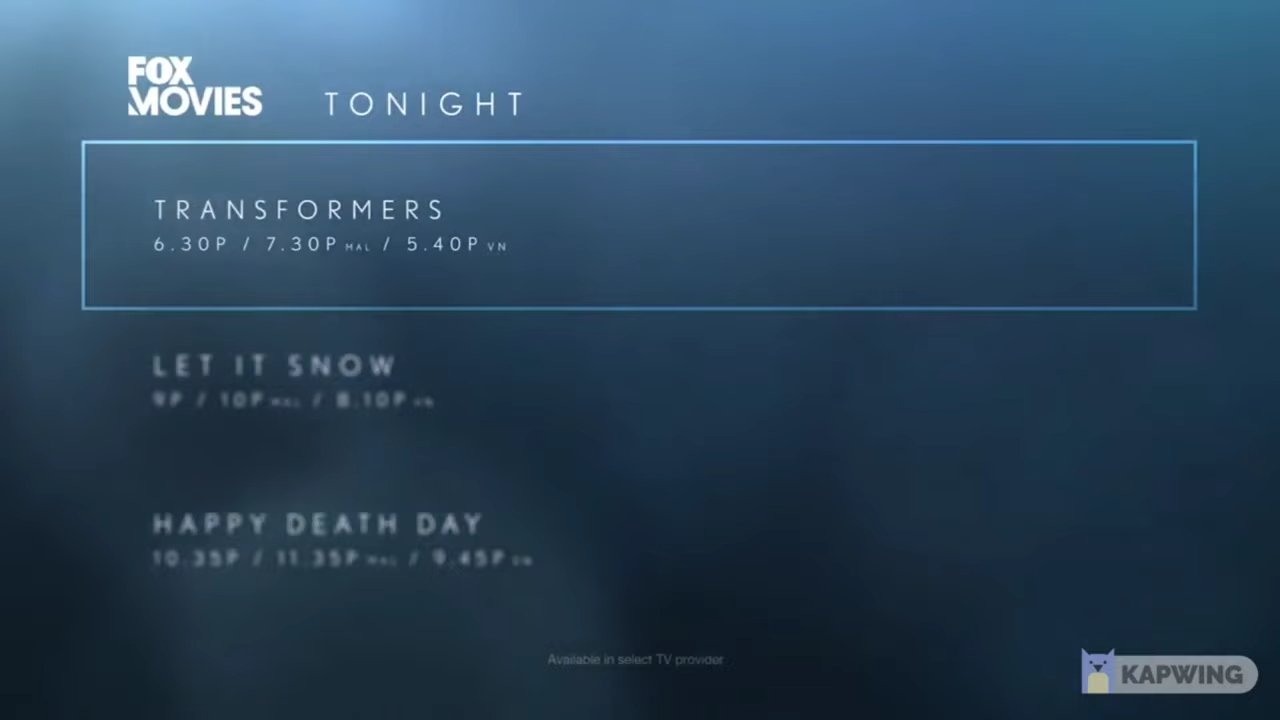 FOX
MOVIES
TONIGHT
TRANSFORMERS
6.30P / 7.30P MAL / 5.40P VN
LET IT SNOW
9P / 10P MAL / 8.10P VN
HAPPY DEATH DAY
10.35P / 11.35P MAL / 9.45P VN
Available in select TV provider
KAPWING